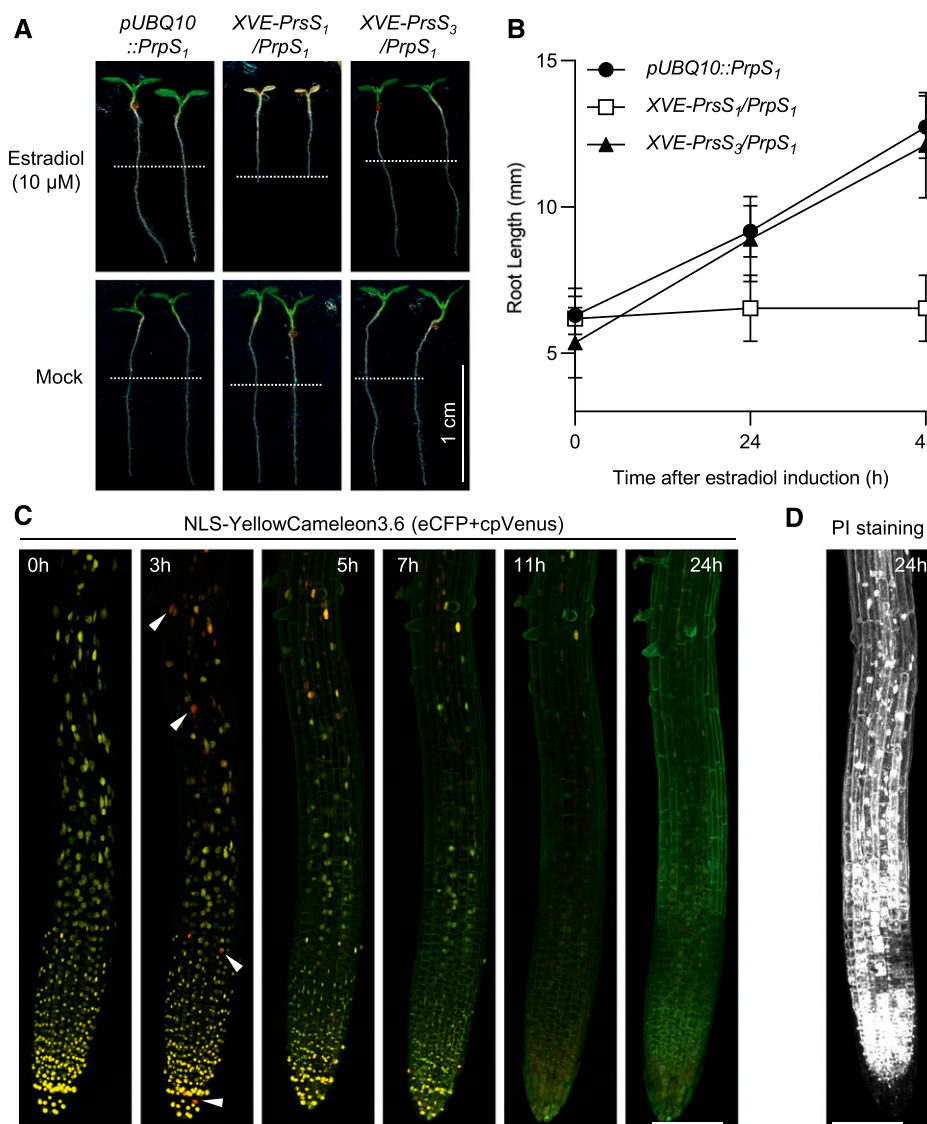 A
pUBQ10
::PrpS₁
XVE-PrsS₁
/PrpS₁
XVE-PrsS₃
/PrpS₁
Estradiol
(10 µM)
Mock
1 cm
B
15
10
5
Root Length (mm)
pUBQ10::PrpS₁
XVE-PrsS₁/PrpS₁
XVE-PrsS₃/PrpS₁
0
24
4
Time after estradiol induction (h)
C
NLS-YellowCameleon3.6 (eCFP+cpVenus)
0h
3h
5h
7h
11h
24h
D
PI staining
24h